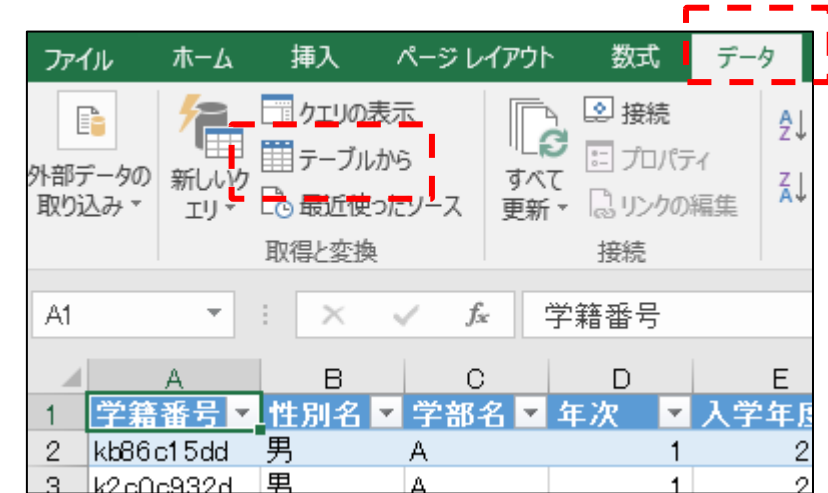 ファイル ホーム 挿入 ページ レイアウト 数式 データ
クエリの表示
テーブルから
最近使ったソース
外部データの
取り込み
新しいク
エリ
取得と変換
すべて
更新
接続
プロパティ
リンクの編集
接続
A1 fx 学籍番号
A B C D E
1 学籍番号 性別名 学部名 年次 入学年度
2 kb86c15dd 男 A 1 2
3 k2c0c932d 男 A 1 2